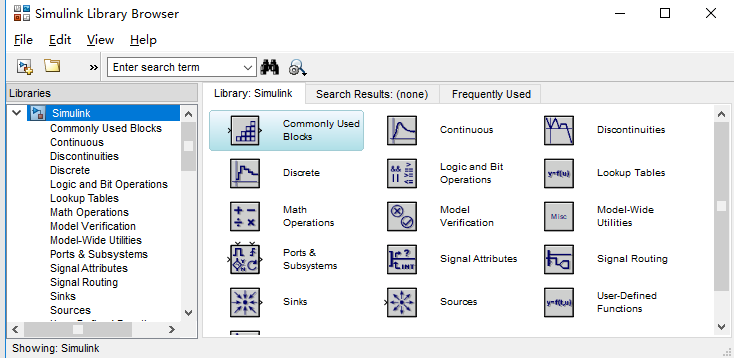 Simulink Library Browser
File Edit View Help
» Enter search term
Libraries
Library: Simulink Search Results: (none) Frequently Used
Simulink
Commonly Used Blocks
Continuous
Discontinuities
Discrete
Logic and Bit Operations
Lookup Tables
Math Operations
Model Verification
Model-Wide Utilities
Ports & Subsystems
Signal Attributes
Signal Routing
Sinks
Sources
Commonly Used
Blocks
Continuous
Discontinuities
Discrete
Logic and Bit
Operations
y=f(u)
Lookup Tables
Math
Operations
Model
Verification
Misc
Model-Wide
Utilities
Ports &
Subsystems
INT
Signal Attributes
Signal Routing
Sinks
Sources
y=f(t,u)
User-Defined
Functions
Showing: Simulink